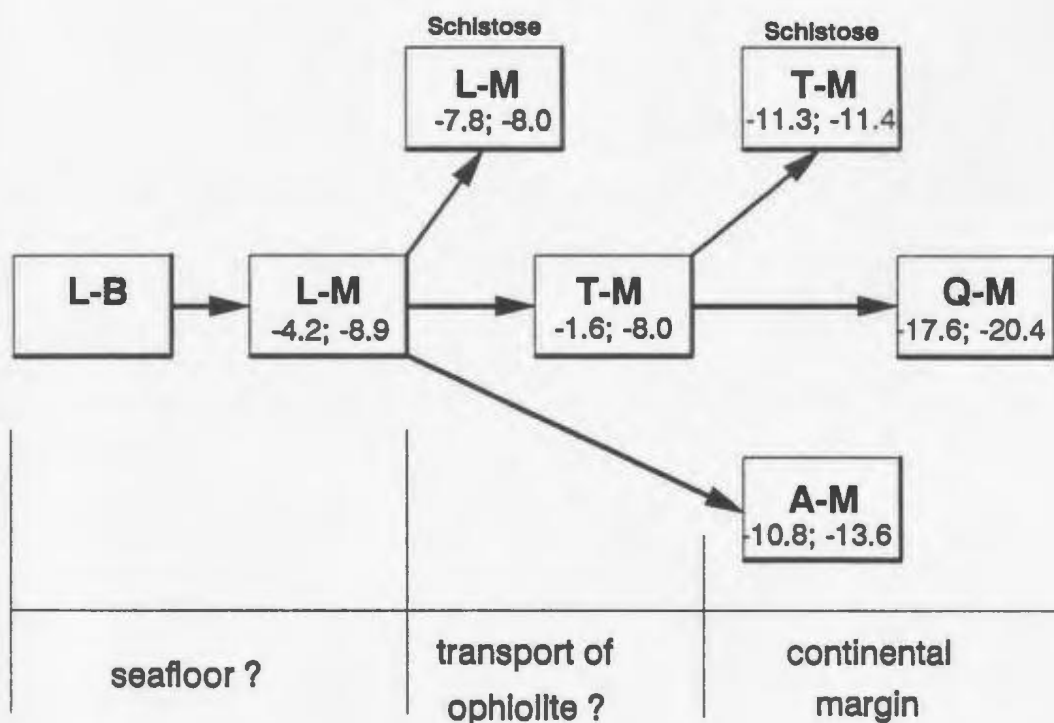 Schistose
L-M
-7.8; -8.0
Schistose
T-M
-11.3; -11.4
L-B
L-M
-4.2; -8.9
T-M
-1.6; -8.0
Q-M
-17.6; -20.4
A-M
-10.8; -13.6
seafloor ?
transport of
ophiolite ?
continental
margin